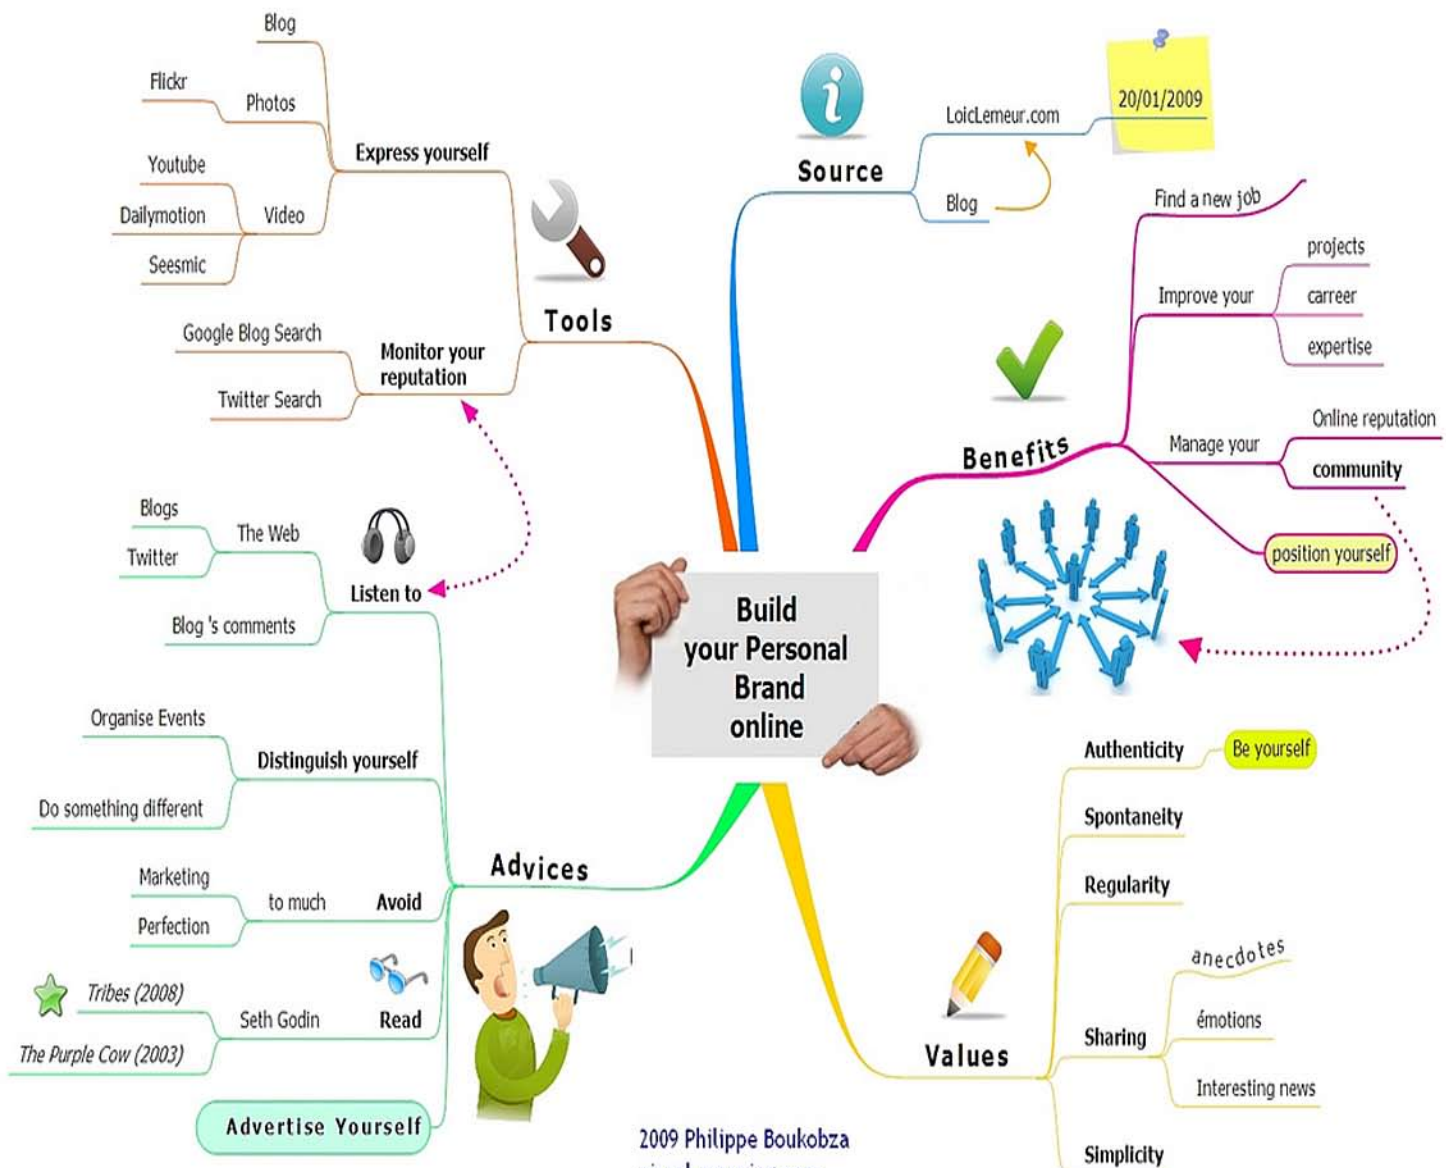 Blog
Flickr
Photos
Express yourself
Youtube
Dailymotion
Video
Seesmic
Tools
Google Blog Search
Monitor your
reputation
Twitter Search
Source
LoicLemeur.com
20/01/2009
Blog
Benefits
Find a new job
Improve your
projects
carreer
expertise
Manage your
Online reputation
community
position yourself
Build
your Personal
Brand
online
Blogs
The Web
Twitter
Listen to
Blog 's comments
Organise Events
Distinguish yourself
Do something different
Advices
Marketing
to much
Avoid
Perfection
Tribes (2008)
Seth Godin
Read
The Purple Cow (2003)
Advertise Yourself
Authenticity
Be yourself
Spontaneity
Regularity
Values
Sharing
anecdotes
émotions
Interesting news
Simplicity
2009 Philippe Boukobza